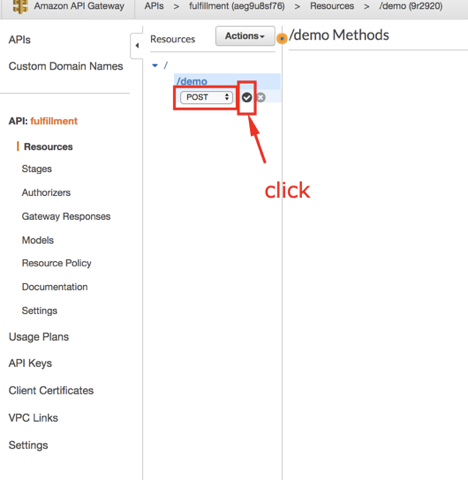 Amazon API Gateway APIs > fulfillment (aeg9u8sf76) > Resources > /demo (9r2920)
APIs
Custom Domain Names
API: fulfillment
Resources
Stages
Authorizers
Gateway Responses
Models
Resource Policy
Documentation
Settings
Usage Plans
API Keys
Client Certificates
VPC Links
Settings
Resources Actions
/
/demo
POST
click
/demo Methods